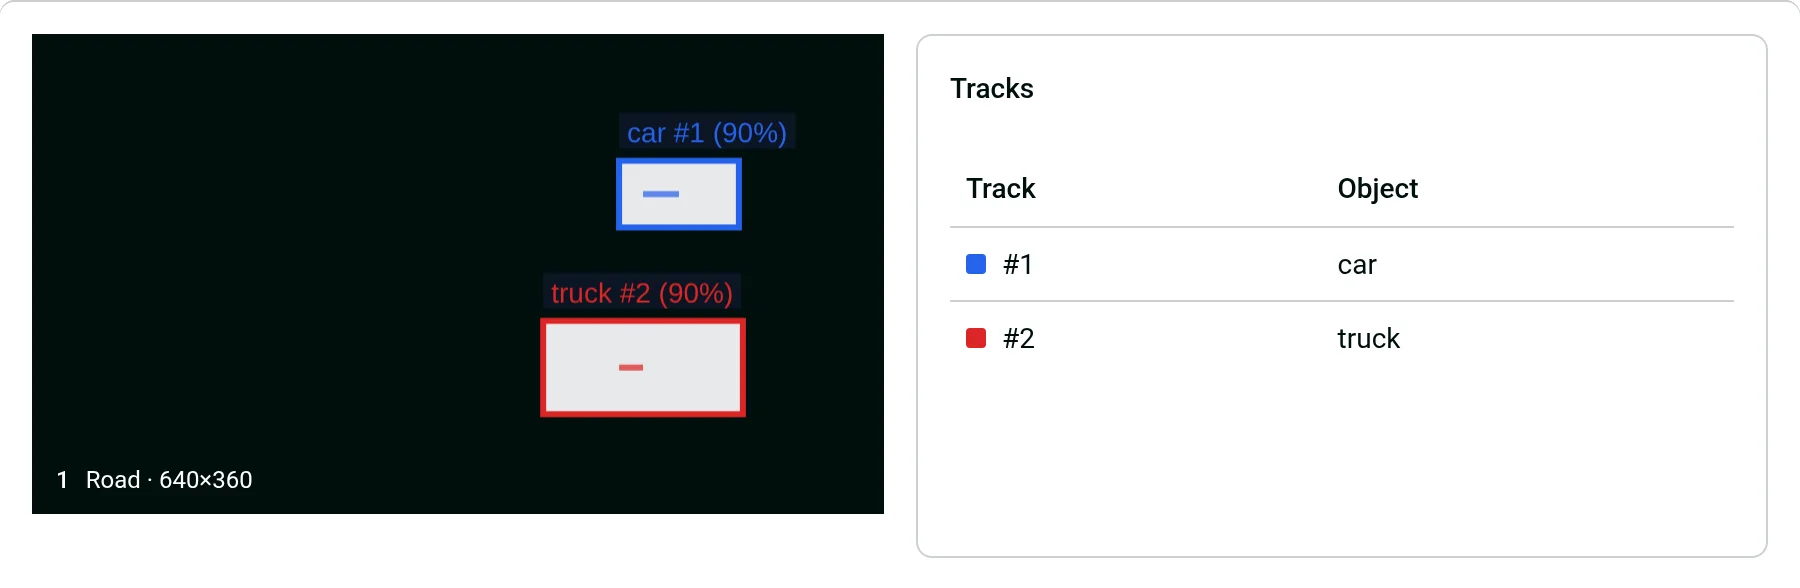 car #1 (90%)
truck #2 (90%)
1 Road · 640×360
Tracks
Track Object
#1 car
#2 truck